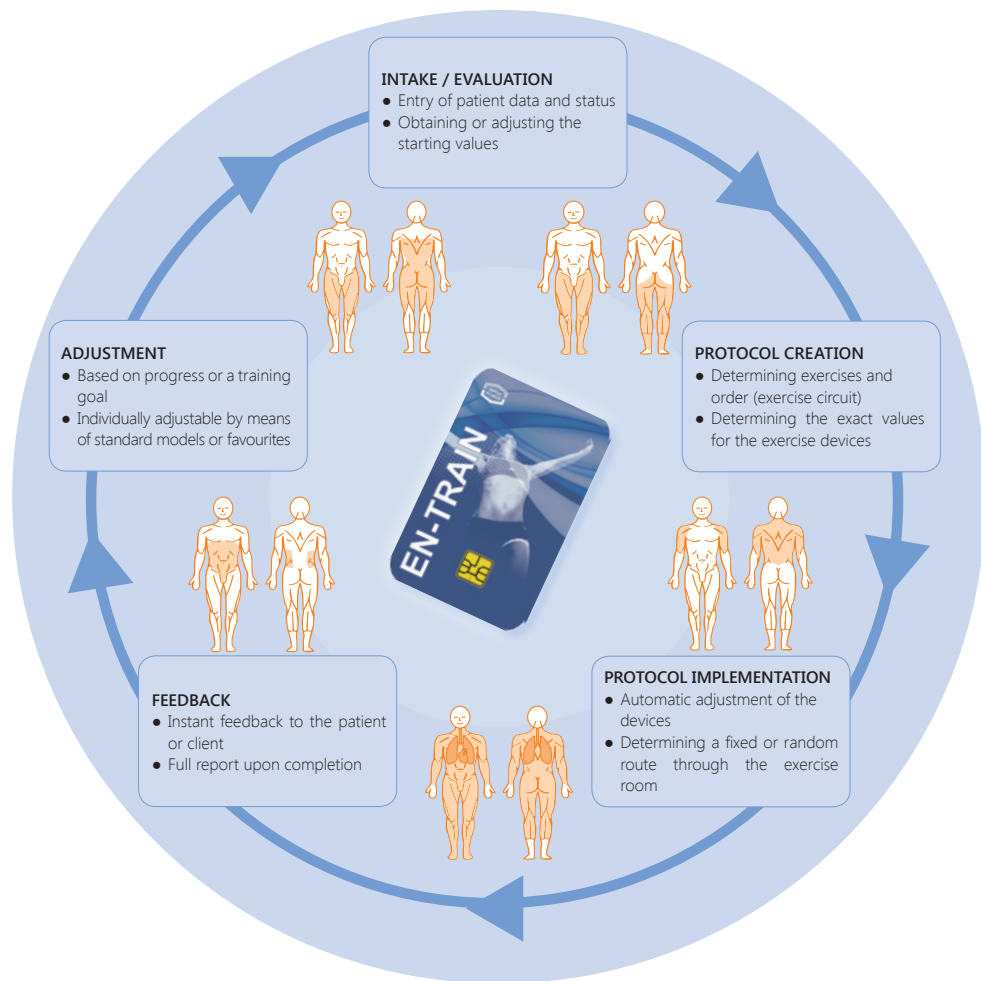 INTAKE / EVALUATION
● Entry of patient data and status
● Obtaining or adjusting the
starting values
PROTOCOL CREATION
● Determining exercises and
order (exercise circuit)
● Determining the exact values
for the exercise devices
PROTOCOL IMPLEMENTATION
● Automatic adjustment of the
devices
● Determining a fixed or random
route through the exercise
room
FEEDBACK
● Instant feedback to the patient
or client
● Full report upon completion
ADJUSTMENT
● Based on progress or a training
goal
● Individually adjustable by means
of standard models or favourites
EN-TRAIN